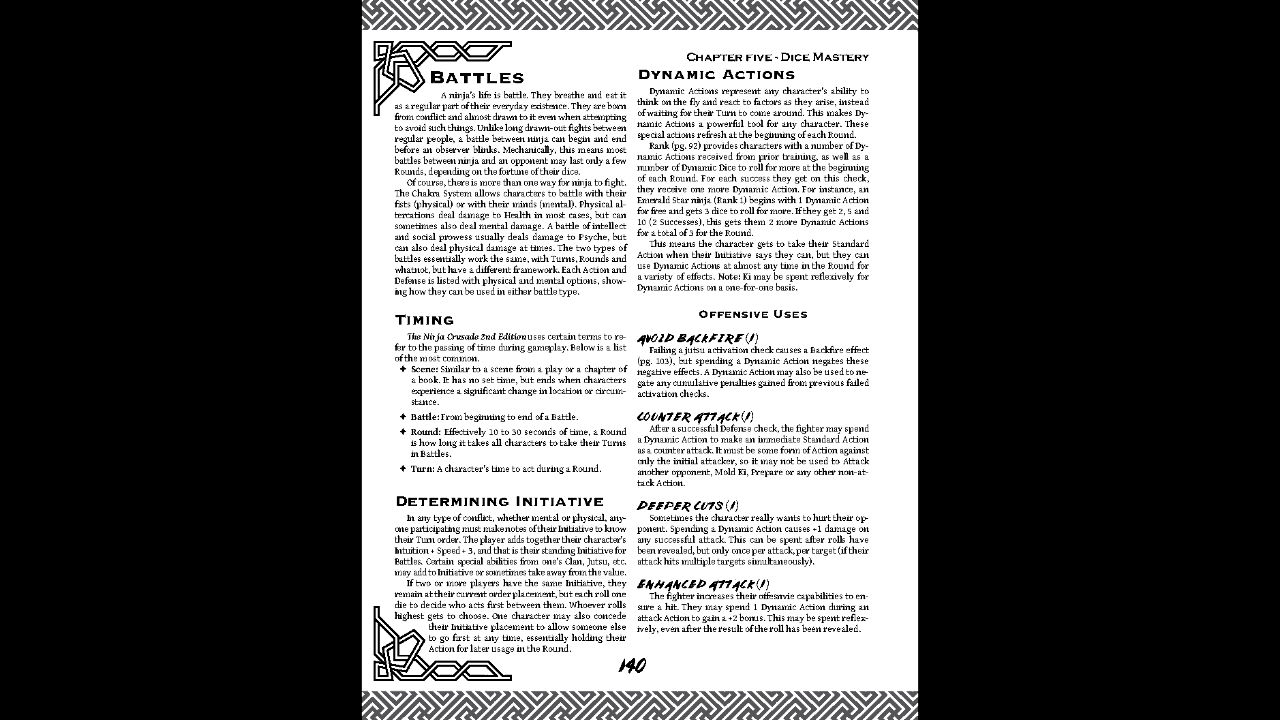 Chapter five - Dice Mastery
Battles
A ninja's life is battle. They breathe and eat it
as a regular part of their everyday existence. They are born
from conflict and almost drawn to it even when attempting
to avoid such things. Unlike long drawn-out fights between
regular people, a battle between ninja can begin and end
before an observer blinks. Mechanically, this means most
battles between ninja and an opponent may last only a few
Rounds, depending on the fortune of their dice.
Of course, there is more than one way for ninja to fight.
The Chakra System allows characters to battle with their
fists (physical) or with their minds (mental). Physical al-
tercations deal damage to Health in most cases, but can
sometimes also deal mental damage. A battle of intellect
and social prowess usually deals damage to Psyche, but
can also deal physical damage at times. The two types of
battles essentially work the same, with Turns, Rounds and
whatnot, but have a different framework. Each Action and
Defense is listed with physical and mental options, show-
ing how they can be used in either battle type.
Timing
The Ninja Crusade 2nd Edition uses certain terms to re-
fer to the passing of time during gameplay. Below is a list
of the most common.
✦ Scene: Similar to a scene from a play or a chapter of
a book. It has no set time, but ends when characters
experience a significant change in location or circum-
stance.
✦ Battle: From beginning to end of a Battle.
✦ Round: Effectively 10 to 30 seconds of time, a Round
is how long it takes all characters to take their Turns
in Battles.
✦ Turn: A character's time to act during a Round.
Determining Initiative
In any type of conflict, whether mental or physical, any-
one participating must make notes of their Initiative to know
their Turn order. The player adds together their character's
Intuition + Speed + 3, and that is their standing Initiative for
Battles. Certain special abilities from one's Clan, Jutsu, etc.
may add to Initiative or sometimes take away from the value.
If two or more players have the same Initiative, they
remain at their current order placement, but each roll one
die to decide who acts first between them. Whoever rolls
highest gets to choose. One character may also concede
their Initiative placement to allow someone else
to go first at any time, essentially holding their
Action for later usage in the Round.
Dynamic Actions
Dynamic Actions represent any character's ability to
think on the fly and react to factors as they arise, instead
of waiting for their Turn to come around. This makes Dy-
namic Actions a powerful tool for any character. These
special actions refresh at the beginning of each Round.
Rank (pg. 92) provides characters with a number of Dy-
namic Actions received from prior training, as well as a
number of Dynamic Dice to roll for more at the beginning
of each Round. For each success they get on this check,
they receive one more Dynamic Action. For instance, an
Emerald Star ninja (Rank 1) begins with 1 Dynamic Action
for free and gets 3 dice to roll for more. If they get 2, 5 and
10 (2 Successes), this gets them 2 more Dynamic Actions
for a total of 3 for the Round.
This means the character gets to take their Standard
Action when their Initiative says they can, but they can
use Dynamic Actions at almost any time in the Round for
a variety of effects. Note: Ki may be spent reflexively for
Dynamic Actions on a one-for-one basis.
Offensive Uses
Avoid Backfire (1)
Failing a jutsu activation check causes a Backfire effect
(pg. 103), but spending a Dynamic Action negates these
negative effects. A Dynamic Action may also be used to ne-
gate any cumulative penalties gained from previous failed
activation checks.
Counter Attack (1)
After a successful Defense check, the fighter may spend
a Dynamic Action to make an immediate Standard Action
as a counter attack. It must be some form of Action against
only the initial attacker, so it may not be used to Attack
another opponent, Mold Ki, Prepare or any other non-at-
tack Action.
Deeper Cuts (1)
Sometimes the character really wants to hurt their op-
ponent. Spending a Dynamic Action causes +1 damage on
any successful attack. This can be spent after rolls have
been revealed, but only once per attack, per target (if their
attack hits multiple targets simultaneously).
Enhanced Attack (1)
The fighter increases their offesnvie capabilities to en-
sure a hit. They may spend 1 Dynamic Action during an
attack Action to gain a +2 bonus. This may be spent reflex-
ively, even after the result of the roll has been revealed.
140